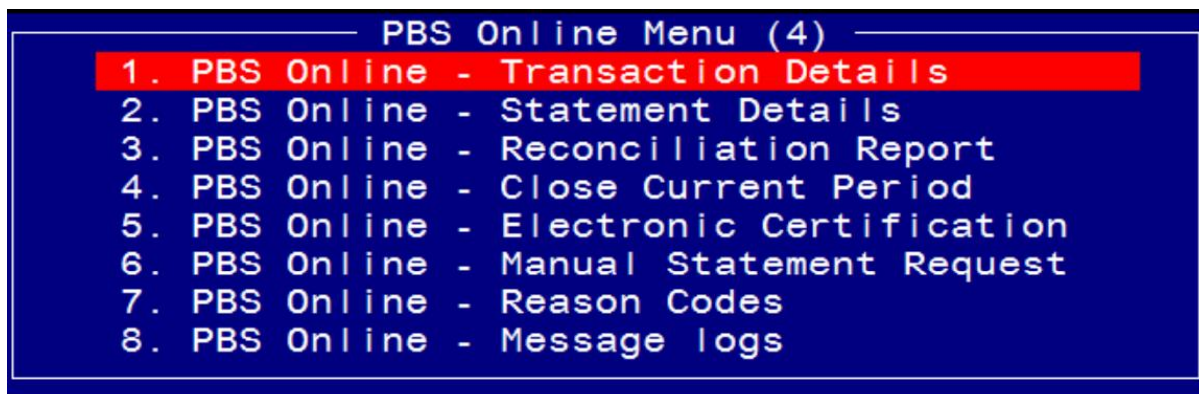 PBS Online Menu (4)
1. PBS Online - Transaction Details
2. PBS Online - Statement Details
3. PBS Online - Reconciliation Report
4. PBS Online - Close Current Period
5. PBS Online - Electronic Certification
6. PBS Online - Manual Statement Request
7. PBS Online - Reason Codes
8. PBS Online - Message logs